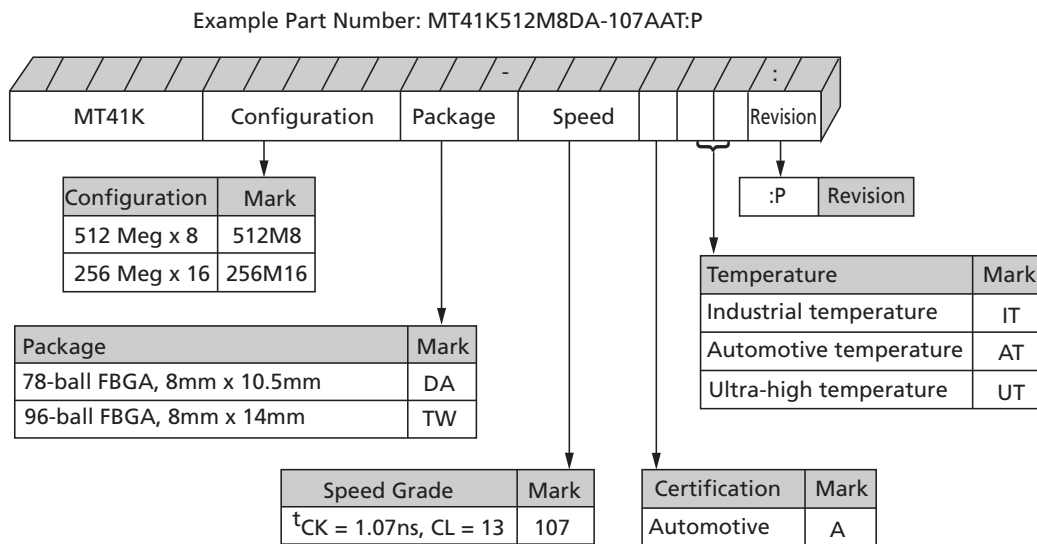 Example Part Number: MT41K512M8DA-107AAT:P
- :
MT41K Configuration Package Speed Revision
Configuration Mark
512 Meg x 8 512M8
256 Meg x 16 256M16
:P Revision
Temperature Mark
Industrial temperature IT
Automotive temperature AT
Ultra-high temperature UT
Package Mark
78-ball FBGA, 8mm x 10.5mm DA
96-ball FBGA, 8mm x 14mm TW
Speed Grade Mark
tCK = 1.07ns, CL = 13 107
Certification Mark
Automotive A